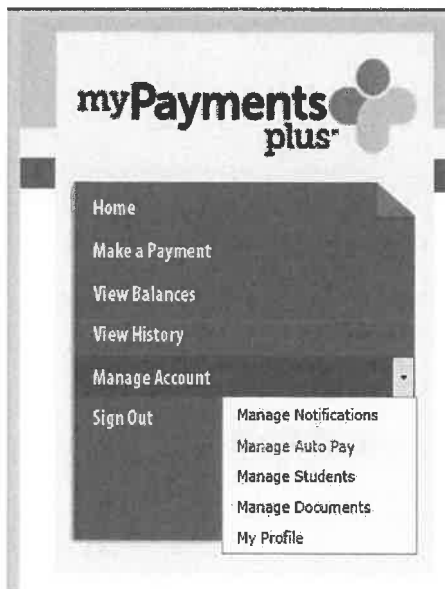 myPayments
plus™
Home
Make a Payment
View Balances
View History
Manage Account
Sign Out
Manage Notifications
Manage Auto Pay
Manage Students
Manage Documents
My Profile